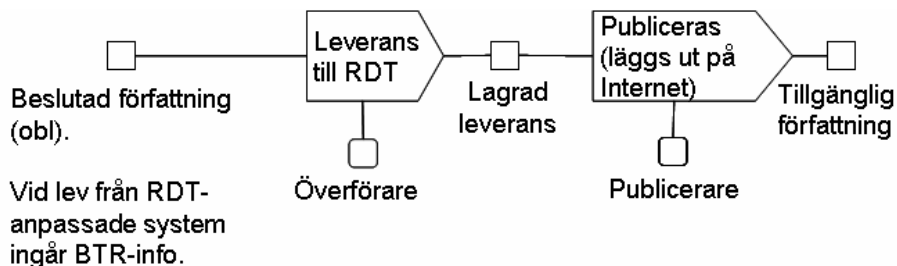 Leverans
till RDT
Publiceras
(läggs ut på
Internet)
Beslutad författning
(obl).
Lagrad
leverans
Tillgänglig
författning
Överförare
Publicerare
Vid lev från RDT-
anpassade system
ingår BTR-info.